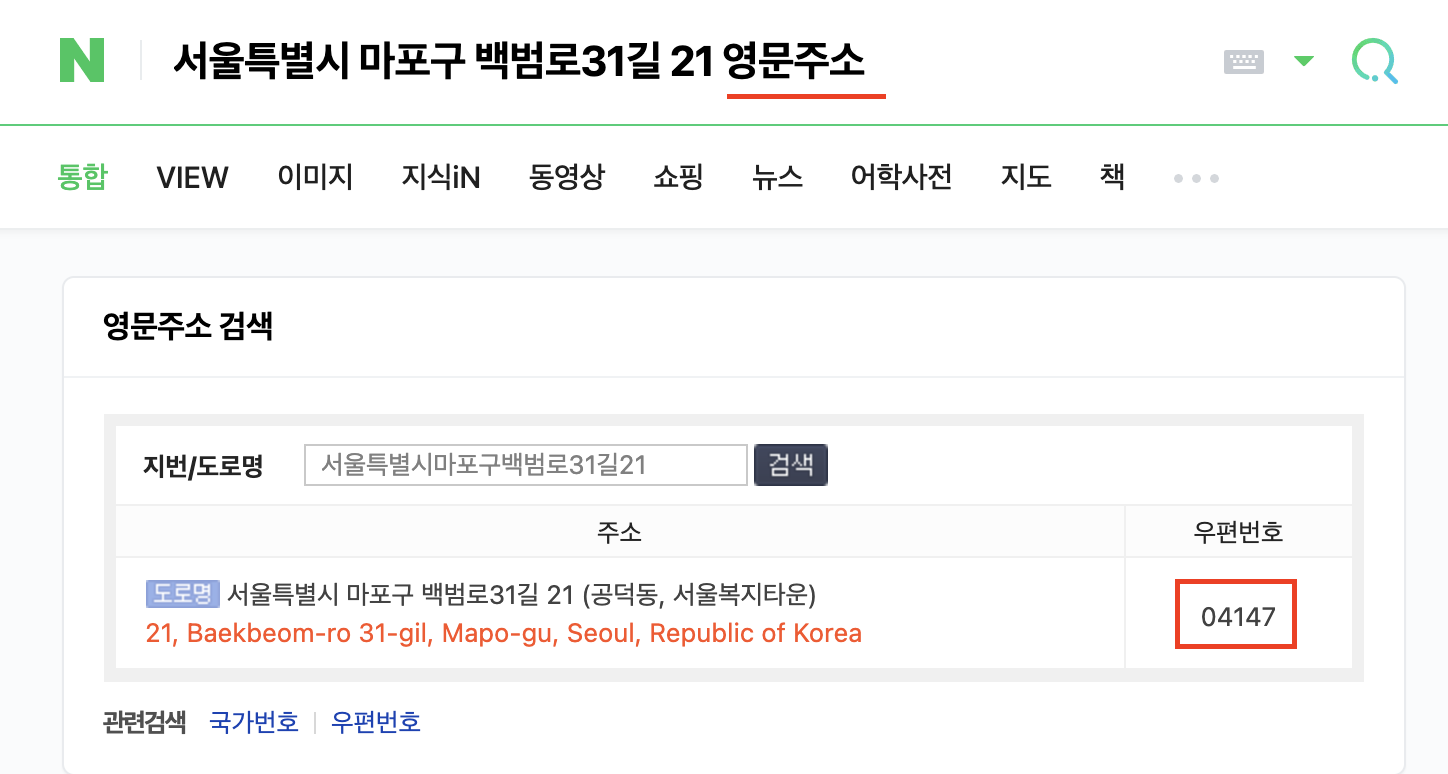 N 서울특별시 마포구 백범로31길 21 영문주소
통합 VIEW 이미지 지식iN 동영상 쇼핑 뉴스 어학사전 지도 책
영문주소 검색
지번/도로명 서울특별시마포구백범로31길21 검색
주소 우편번호
도로명 서울특별시 마포구 백범로31길 21 (공덕동, 서울복지타운)
21, Baekbeom-ro 31-gil, Mapo-gu, Seoul, Republic of Korea
04147
관련검색 국가번호 우편번호